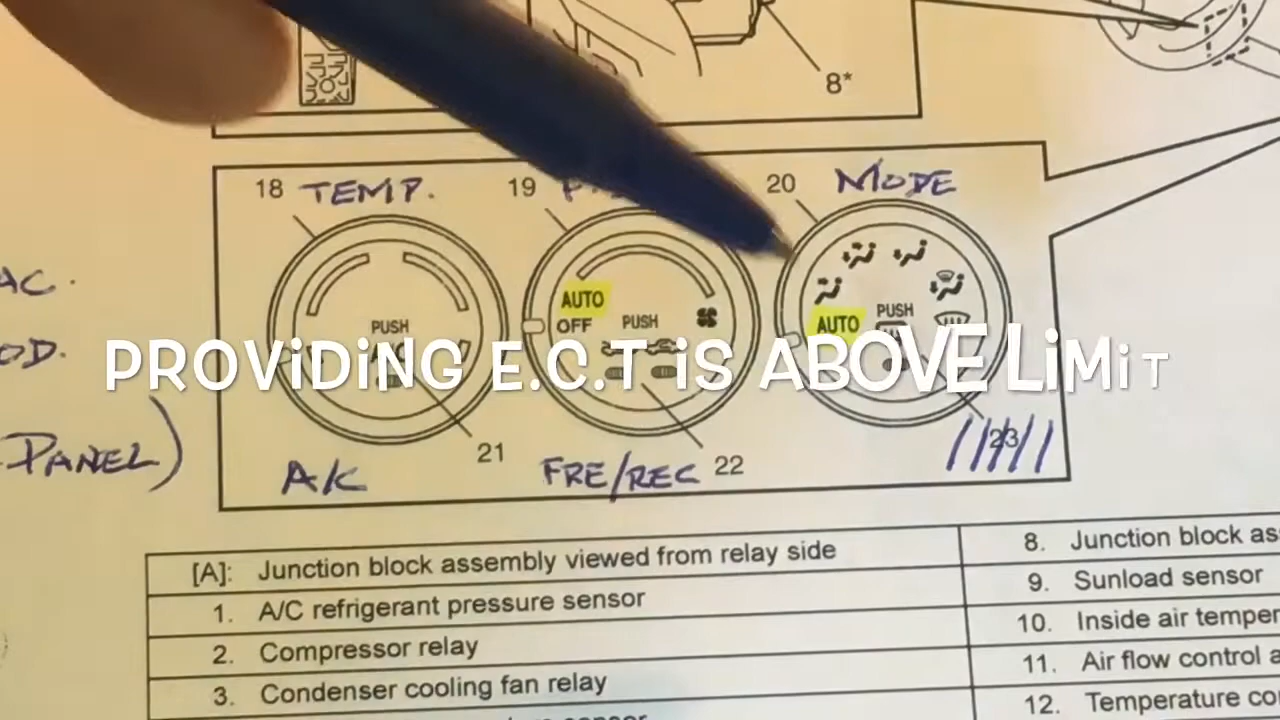 8*
18 TEMP. 19 20 MODE
AC.
AUTO
OFF
PUSH
PUSH
AUTO
PUSH
OD.
PROViDiNG E.C.T iS ABOVE LiMiT
PANEL)
21
22
23
A/C
FRE/REC
[A]: Junction block assembly viewed from relay side
1. A/C refrigerant pressure sensor
2. Compressor relay
3. Condenser cooling fan relay
8. Junction block
9. Sunload sensor
10. Inside air
11. Air flow control
12. Temperature